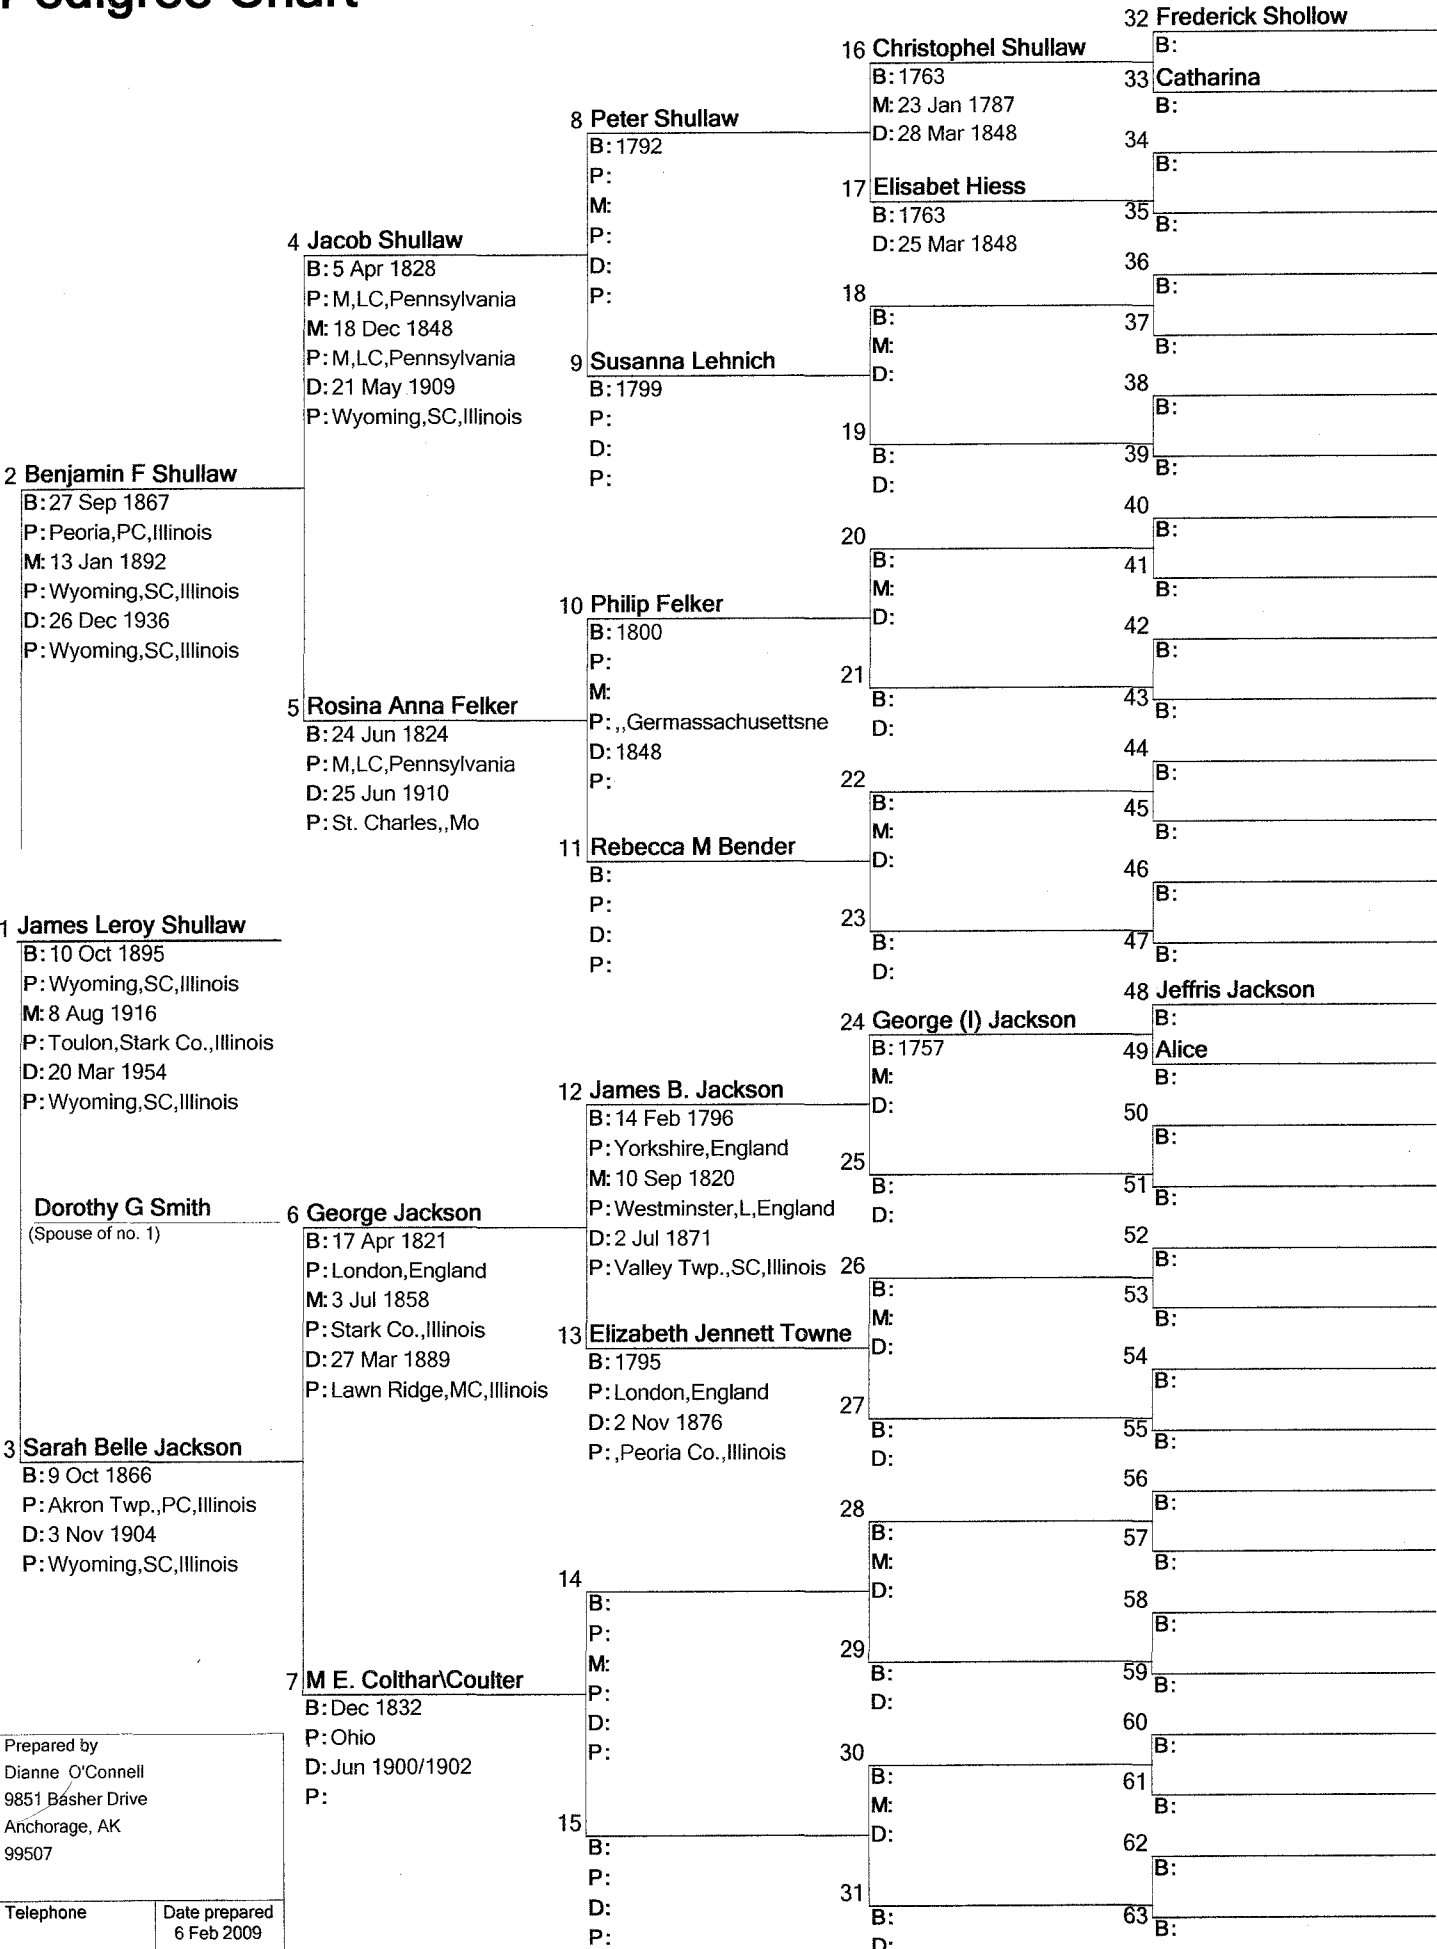 Pedigree Chart
1 James Leroy Shullaw
B: 10 Oct 1895
P: Wyoming,SC,Illinois
M: 8 Aug 1916
P: Toulon,Stark Co.,Illinois
D: 20 Mar 1954
P: Wyoming,SC,Illinois
Dorothy G Smith
(Spouse of no. 1)
2 Benjamin F Shullaw
B: 27 Sep 1867
P: Peoria,PC,Illinois
M: 13 Jan 1892
P: Wyoming,SC,Illinois
D: 26 Dec 1936
P: Wyoming,SC,Illinois
3 Sarah Belle Jackson
B: 9 Oct 1866
P: Akron Twp.,PC,Illinois
D: 3 Nov 1904
P: Wyoming,SC,Illinois
Prepared by
Dianne O'Connell
9851 Basher Drive
Anchorage, AK
99507
Telephone
Date prepared
6 Feb 2009
4 Jacob Shullaw
B: 5 Apr 1828
P: M,LC,Pennsylvania
M: 18 Dec 1848
P: M,LC,Pennsylvania
D: 21 May 1909
P: Wyoming,SC,Illinois
5 Rosina Anna Felker
B: 24 Jun 1824
P: M,LC,Pennsylvania
D: 25 Jun 1910
P: St. Charles,,Mo
6 George Jackson
B: 17 Apr 1821
P: London,England
M: 3 Jul 1858
P: Stark Co.,Illinois
D: 27 Mar 1889
P: Lawn Ridge,MC,Illinois
7 M E. Colthar\Coulter
B: Dec 1832
P: Ohio
D: Jun 1900/1902
P:
8 Peter Shullaw
B: 1792
P:
M:
P:
D:
P:
9 Susanna Lehnich
B: 1799
P:
D:
P:
10 Philip Felker
B: 1800
P:
M:
P: ,,Germassachusettsne
D: 1848
P:
11 Rebecca M Bender
B:
P:
D:
P:
12 James B. Jackson
B: 14 Feb 1796
P: Yorkshire,England
M: 10 Sep 1820
P: Westminster,L,England
D: 2 Jul 1871
P: Valley Twp.,SC,Illinois
13 Elizabeth Jennett Towne
B: 1795
P: London,England
D: 2 Nov 1876
P: ,Peoria Co.,Illinois
14
B:
P:
M:
P:
D:
P:
15
B:
P:
D:
P:
16 Christophel Shullaw
B: 1763
M: 23 Jan 1787
D: 28 Mar 1848
17 Elisabet Hiess
B: 1763
D: 25 Mar 1848
18
B:
M:
D:
19
B:
D:
20
B:
M:
D:
21
B:
D:
22
B:
M:
D:
23
B:
D:
24 George (I) Jackson
B: 1757
M:
D:
25
B:
D:
26
B:
M:
D:
27
B:
D:
28
B:
M:
D:
29
B:
D:
30
B:
M:
D:
31
B:
D:
32 Frederick Shollow
B:
33 Catharina
B:
34
B:
35
B:
36
B:
37
B:
38
B:
39
B:
40
B:
41
B:
42
B:
43
B:
44
B:
45
B:
46
B:
47
B:
48 Jeffris Jackson
B:
49 Alice
B:
50
B:
51
B:
52
B:
53
B:
54
B:
55
B:
56
B:
57
B:
58
B:
59
B:
60
B:
61
B:
62
B:
63
B: